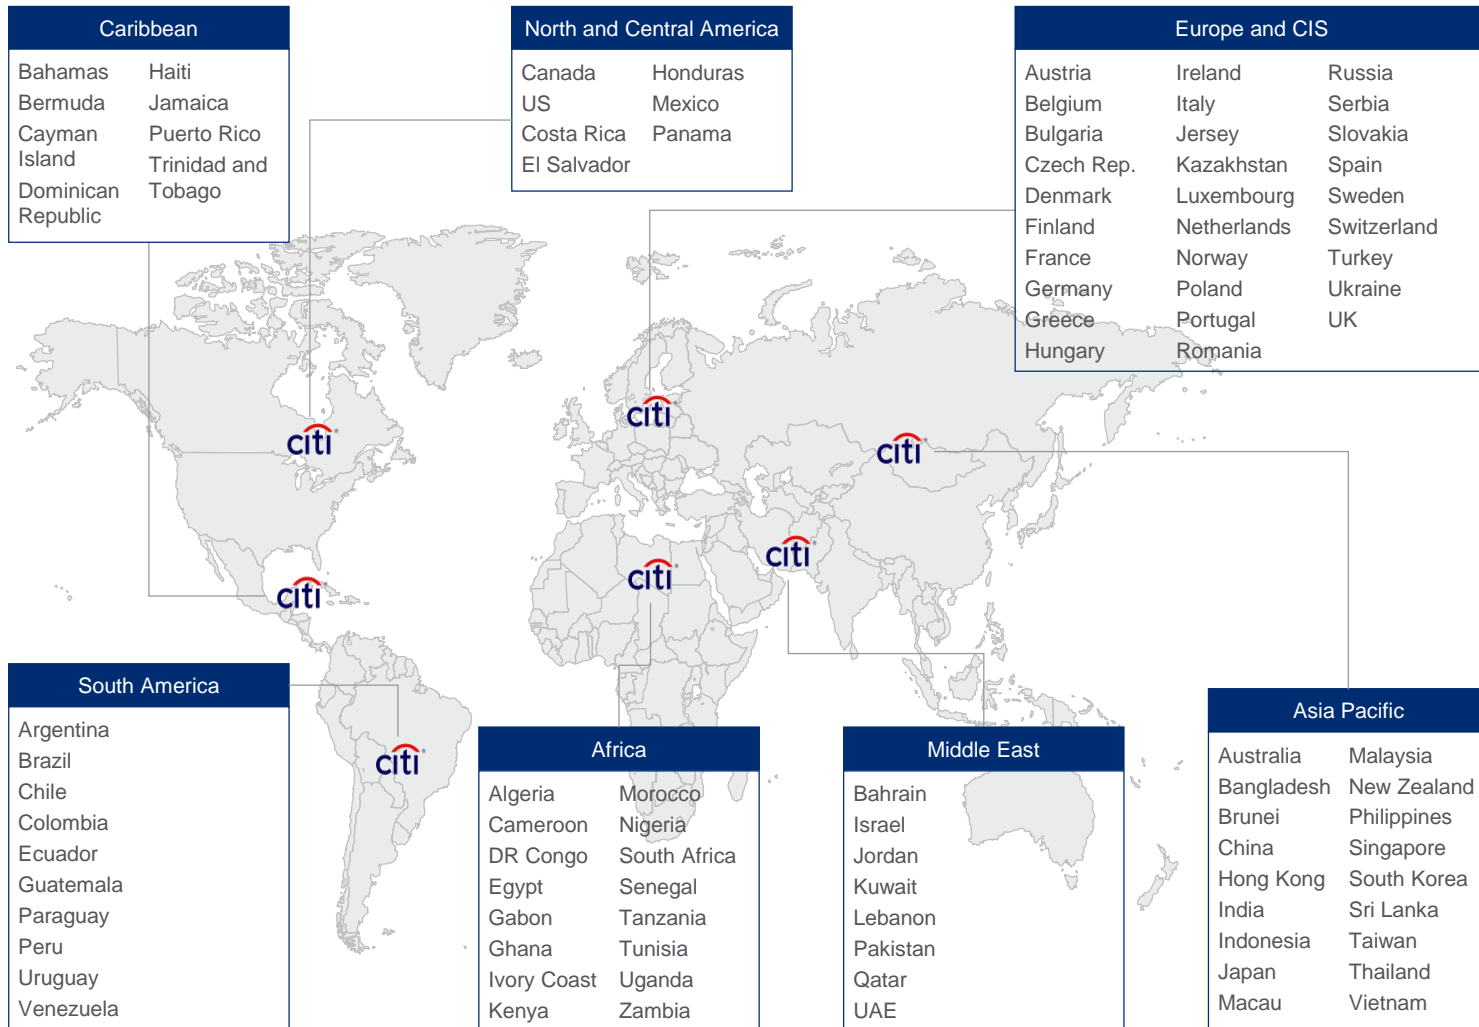 Caribbean
Bahamas
Bermuda
Cayman
Island
Dominican
Republic
Haiti
Jamaica
Puerto Rico
Trinidad and
Tobago
North and Central America
Canada
US
Costa Rica
El Salvador
Honduras
Mexico
Panama
Europe and CIS
Austria
Belgium
Bulgaria
Czech Rep.
Denmark
Finland
France
Germany
Greece
Hungary
Ireland
Italy
Jersey
Kazakhstan
Luxembourg
Netherlands
Norway
Poland
Portugal
Romania
Russia
Serbia
Slovakia
Spain
Sweden
Switzerland
Turkey
Ukraine
UK
citi
citi
citi
citi
citi
citi
citi
South America
Argentina
Brazil
Chile
Colombia
Ecuador
Guatemala
Paraguay
Peru
Uruguay
Venezuela
Africa
Algeria
Cameroon
DR Congo
Egypt
Gabon
Ghana
Ivory Coast
Kenya
Morocco
Nigeria
South Africa
Senegal
Tanzania
Tunisia
Uganda
Zambia
Middle East
Bahrain
Israel
Jordan
Kuwait
Lebanon
Pakistan
Qatar
UAE
Asia Pacific
Australia
Bangladesh
Brunei
China
Hong Kong
India
Indonesia
Japan
Macau
Malaysia
New Zealand
Philippines
Singapore
South Korea
Sri Lanka
Taiwan
Thailand
Vietnam